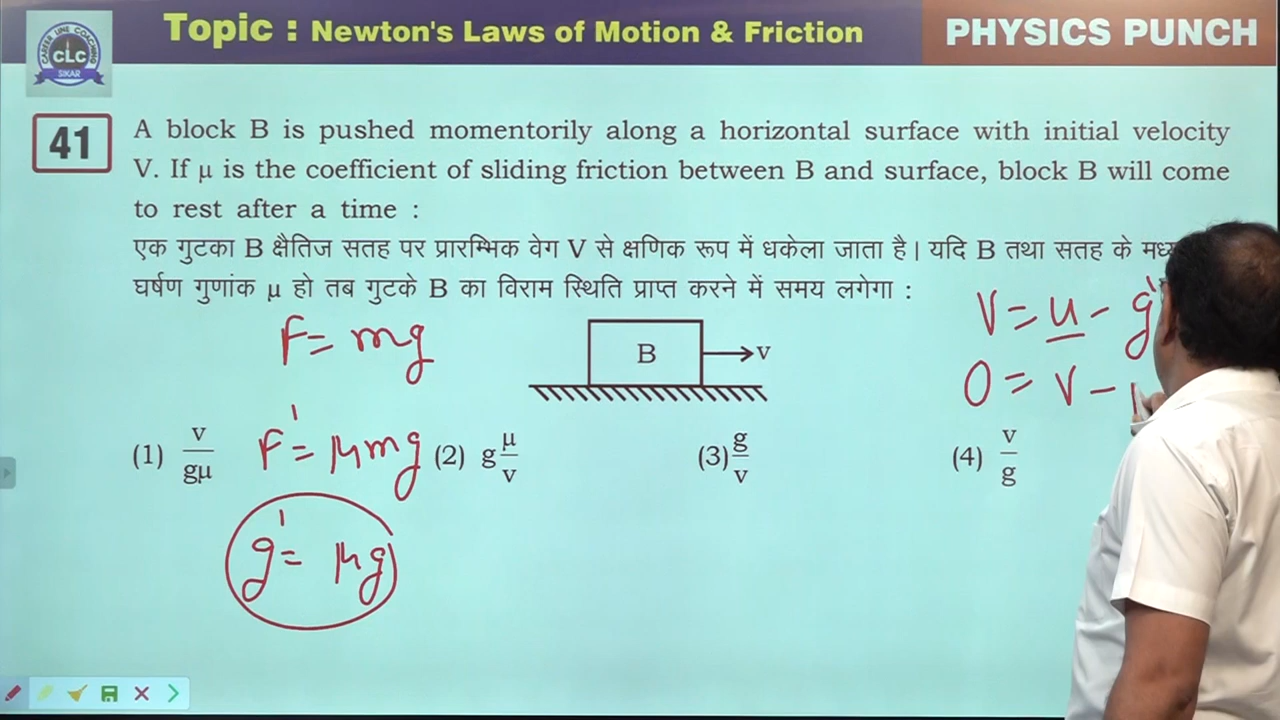 Topic : Newton's Laws of Motion & Friction
PHYSICS PUNCH
CAREER LINE COACHING
CLC
SIKAR
41
A block B is pushed momentorily along a horizontal surface with initial velocity
V. If μ is the coefficient of sliding friction between B and surface, block B will come
to rest after a time :
एक गुटका B क्षैतिज सतह पर प्रारम्भिक वेग V से क्षणिक रूप में धकेला जाता है। यदि B तथा सतह के
घर्षण गुणांक μ हो तब गुटके B का विराम स्थिति प्राप्त करने में समय लगेगा :
F = mg
B
v
V = u - g'
0 = V -
(1) v/gμ
F' = μmg
(2) g μ/v
(3) g/v
(4) v/g
g' = μg